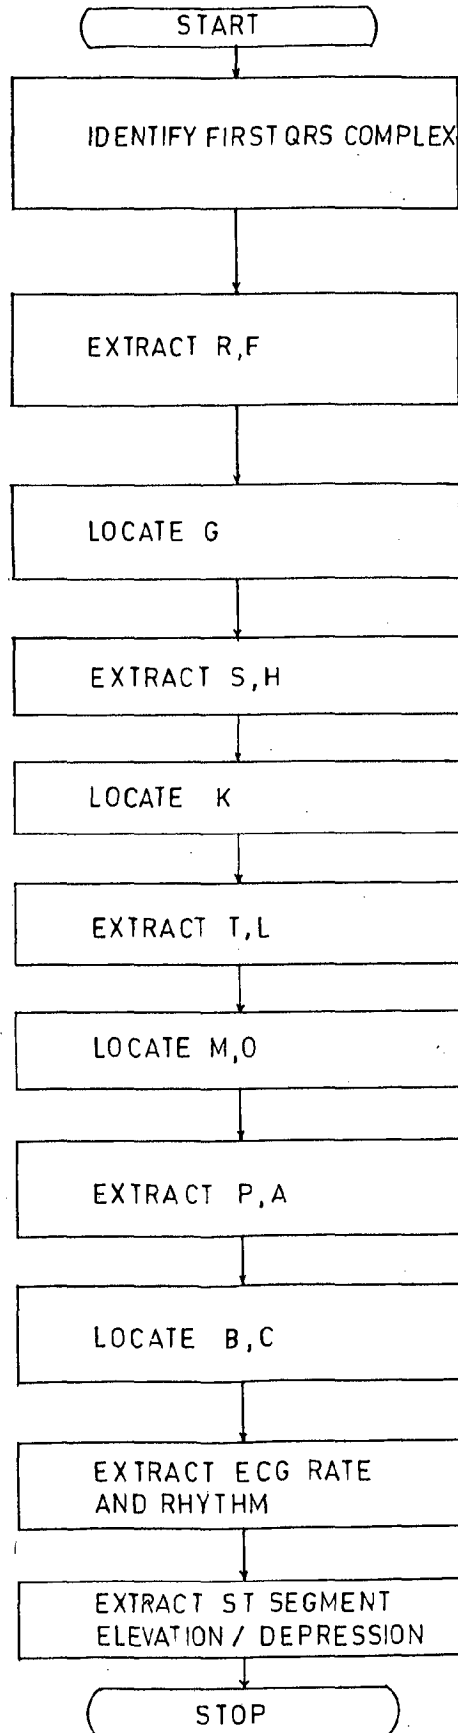 START
IDENTIFY FIRST QRS COMPLEX
EXTRACT R,F
LOCATE G
EXTRACT S,H
LOCATE K
EXTRACT T,L
LOCATE M,O
EXTRACT P,A
LOCATE B,C
EXTRACT ECG RATE
AND RHYTHM
EXTRACT ST SEGMENT
ELEVATION / DEPRESSION
STOP